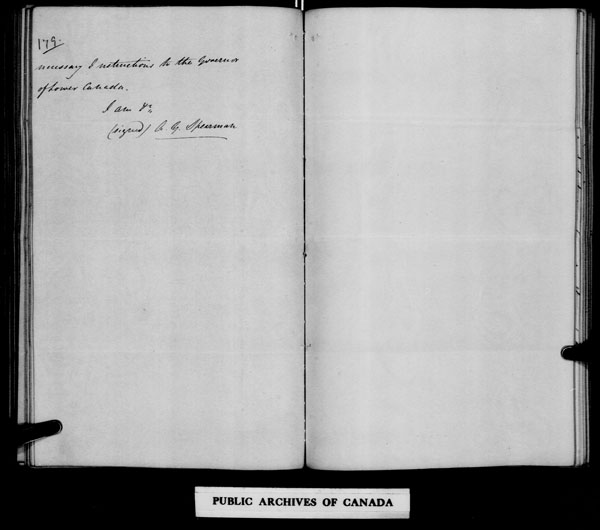 179.
necessary Instructions to the Governor
of Lower Canada.
I am &c
(signed) A. Y. Spearman
PUBLIC ARCHIVES OF CANADA